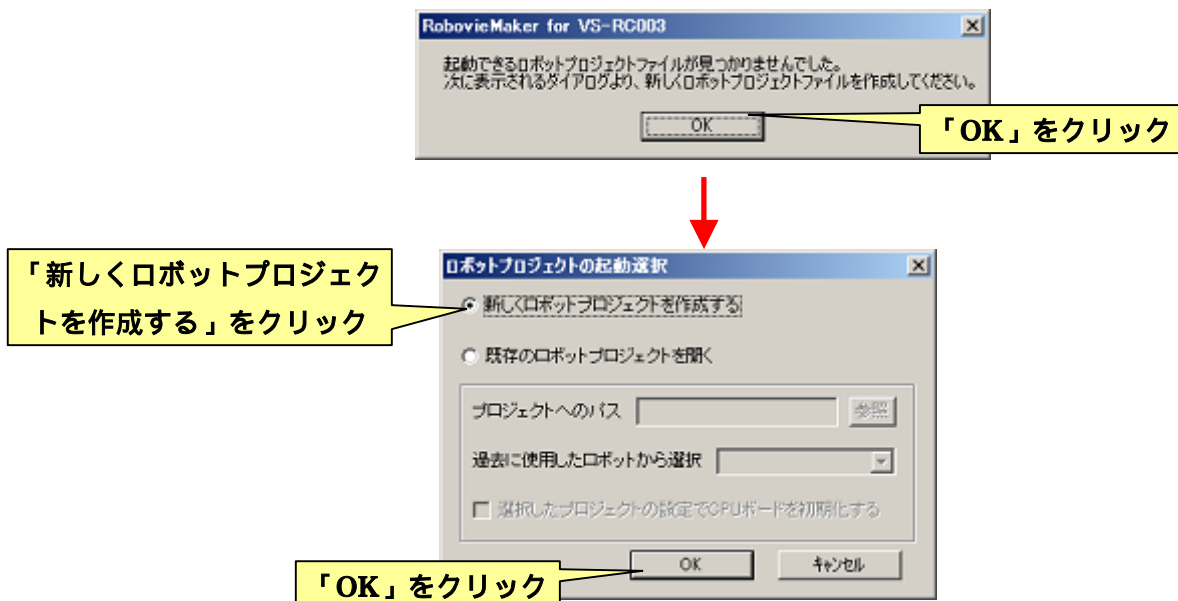 RobovieMaker for VS-RC003
起動できるロボットプロジェクトファイルが見つかりませんでした。
次に表示されるダイアログより、新しくロボットプロジェクトファイルを作成してください。
OK
「OK」をクリック
ロボットプロジェクトの起動選択
「新しくロボットプロジェク
トを作成する」をクリック
新しくロボットプロジェクトを作成する
既存のロボットプロジェクトを開く
プロジェクトへのパス
参照
過去に使用したロボットから選択
選択したプロジェクトの設定でCPUボードを初期化する
OK
キャンセル
「OK」をクリック